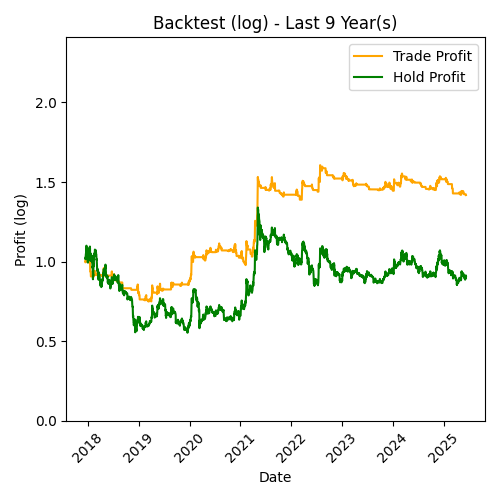 Backtest (log) - Last 9 Year(s)
Trade Profit
Hold Profit
Profit (log)
2.0
1.5
1.0
0.5
0.0
2018
2019
2020
2021
2022
2023
2024
2025
Date